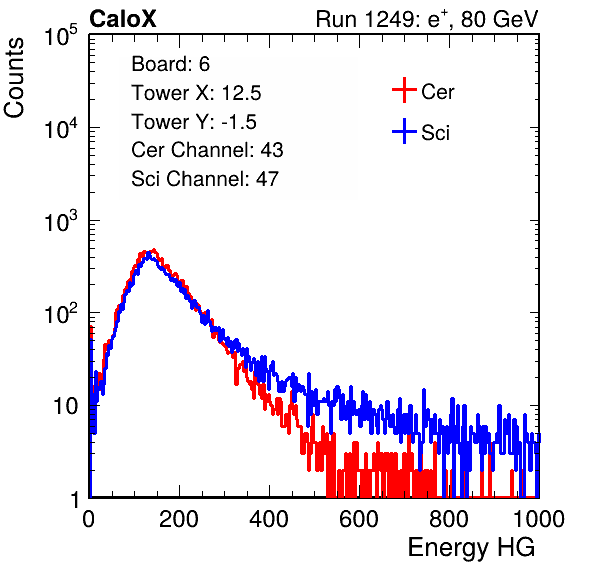 CaloX
Run 1249: e+, 80 GeV
Counts
10^5
10^4
10^3
10^2
10
1
Board: 6
Tower X: 12.5
Tower Y: -1.5
Cer Channel: 43
Sci Channel: 47
Cer
Sci
0 200 400 600 800 1000
Energy HG